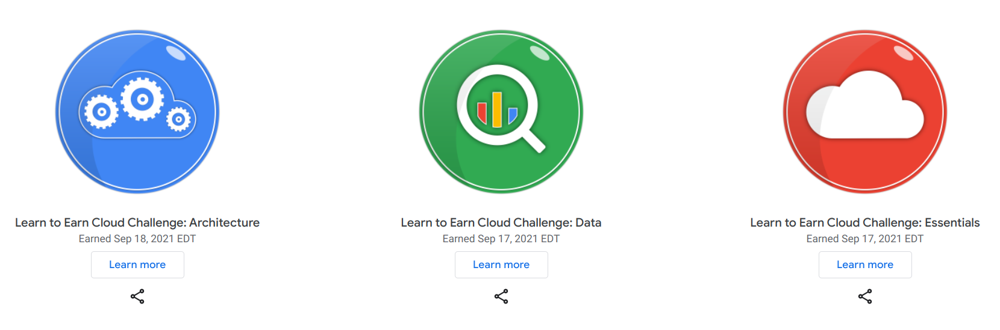 Learn to Earn Cloud Challenge: Architecture
Earned Sep 18, 2021 EDT
Learn more
Learn to Earn Cloud Challenge: Data
Earned Sep 17, 2021 EDT
Learn more
Learn to Earn Cloud Challenge: Essentials
Earned Sep 17, 2021 EDT
Learn more